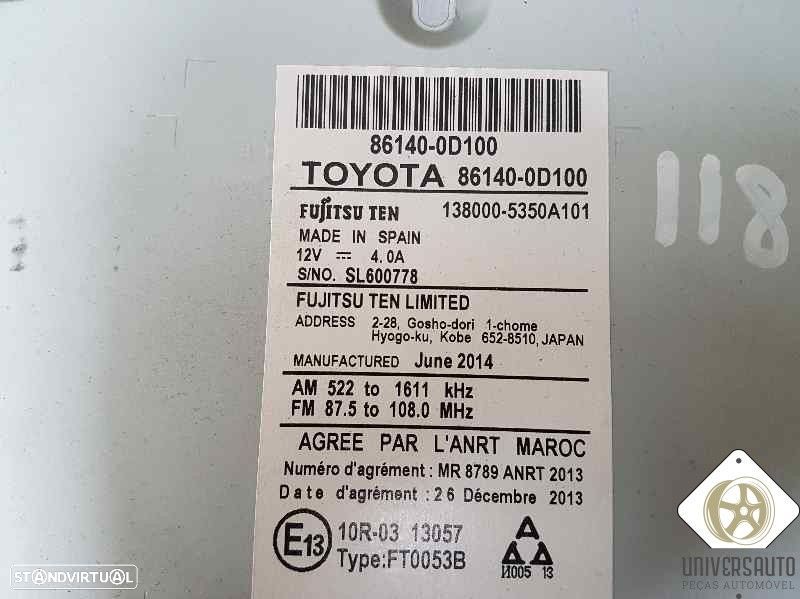 86140-0D100
TOYOTA 86140-0D100
FUJITSU TEN 138000-5350A101
MADE IN SPAIN
12V 4.0A
S/NO. SL600778
FUJITSU TEN LIMITED
ADDRESS 2-28, Gosho-dori 1-chome
Hyogo-ku, Kobe 652-8510, JAPAN
MANUFACTURED June 2014
AM 522 to 1611 kHz
FM 87.5 to 108.0 MHz
AGREE PAR L'ANRT MAROC
Numéro d'agrément: MR 8789 ANRT 2013
Date d'agrément: 26 Décembre 2013
E13 10R-03 13057
Type:FT0053B
И005 13
118
STANDVIRTUAL
UNIVERSAUTO
PEÇAS AUTOMÓVEL